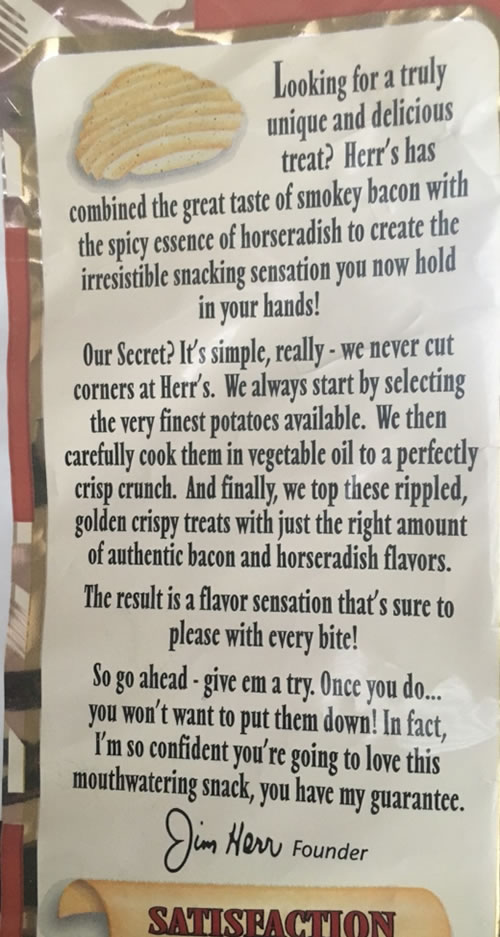 Looking for a truly
unique and delicious
treat? Herr's has
combined the great taste of smokey bacon with
the spicy essence of horseradish to create the
irresistible snacking sensation you now hold
in your hands!
Our Secret? It's simple, really - we never cut
corners at Herr's. We always start by selecting
the very finest potatoes available. We then
carefully cook them in vegetable oil to a perfectly
crisp crunch. And finally, we top these rippled,
golden crispy treats with just the right amount
of authentic bacon and horseradish flavors.
The result is a flavor sensation that's sure to
please with every bite!
So go ahead - give em a try. Once you do...
you won't want to put them down! In fact,
I'm so confident you're going to love this
mouthwatering snack, you have my guarantee.
Jim Herr Founder
SATISFACTION